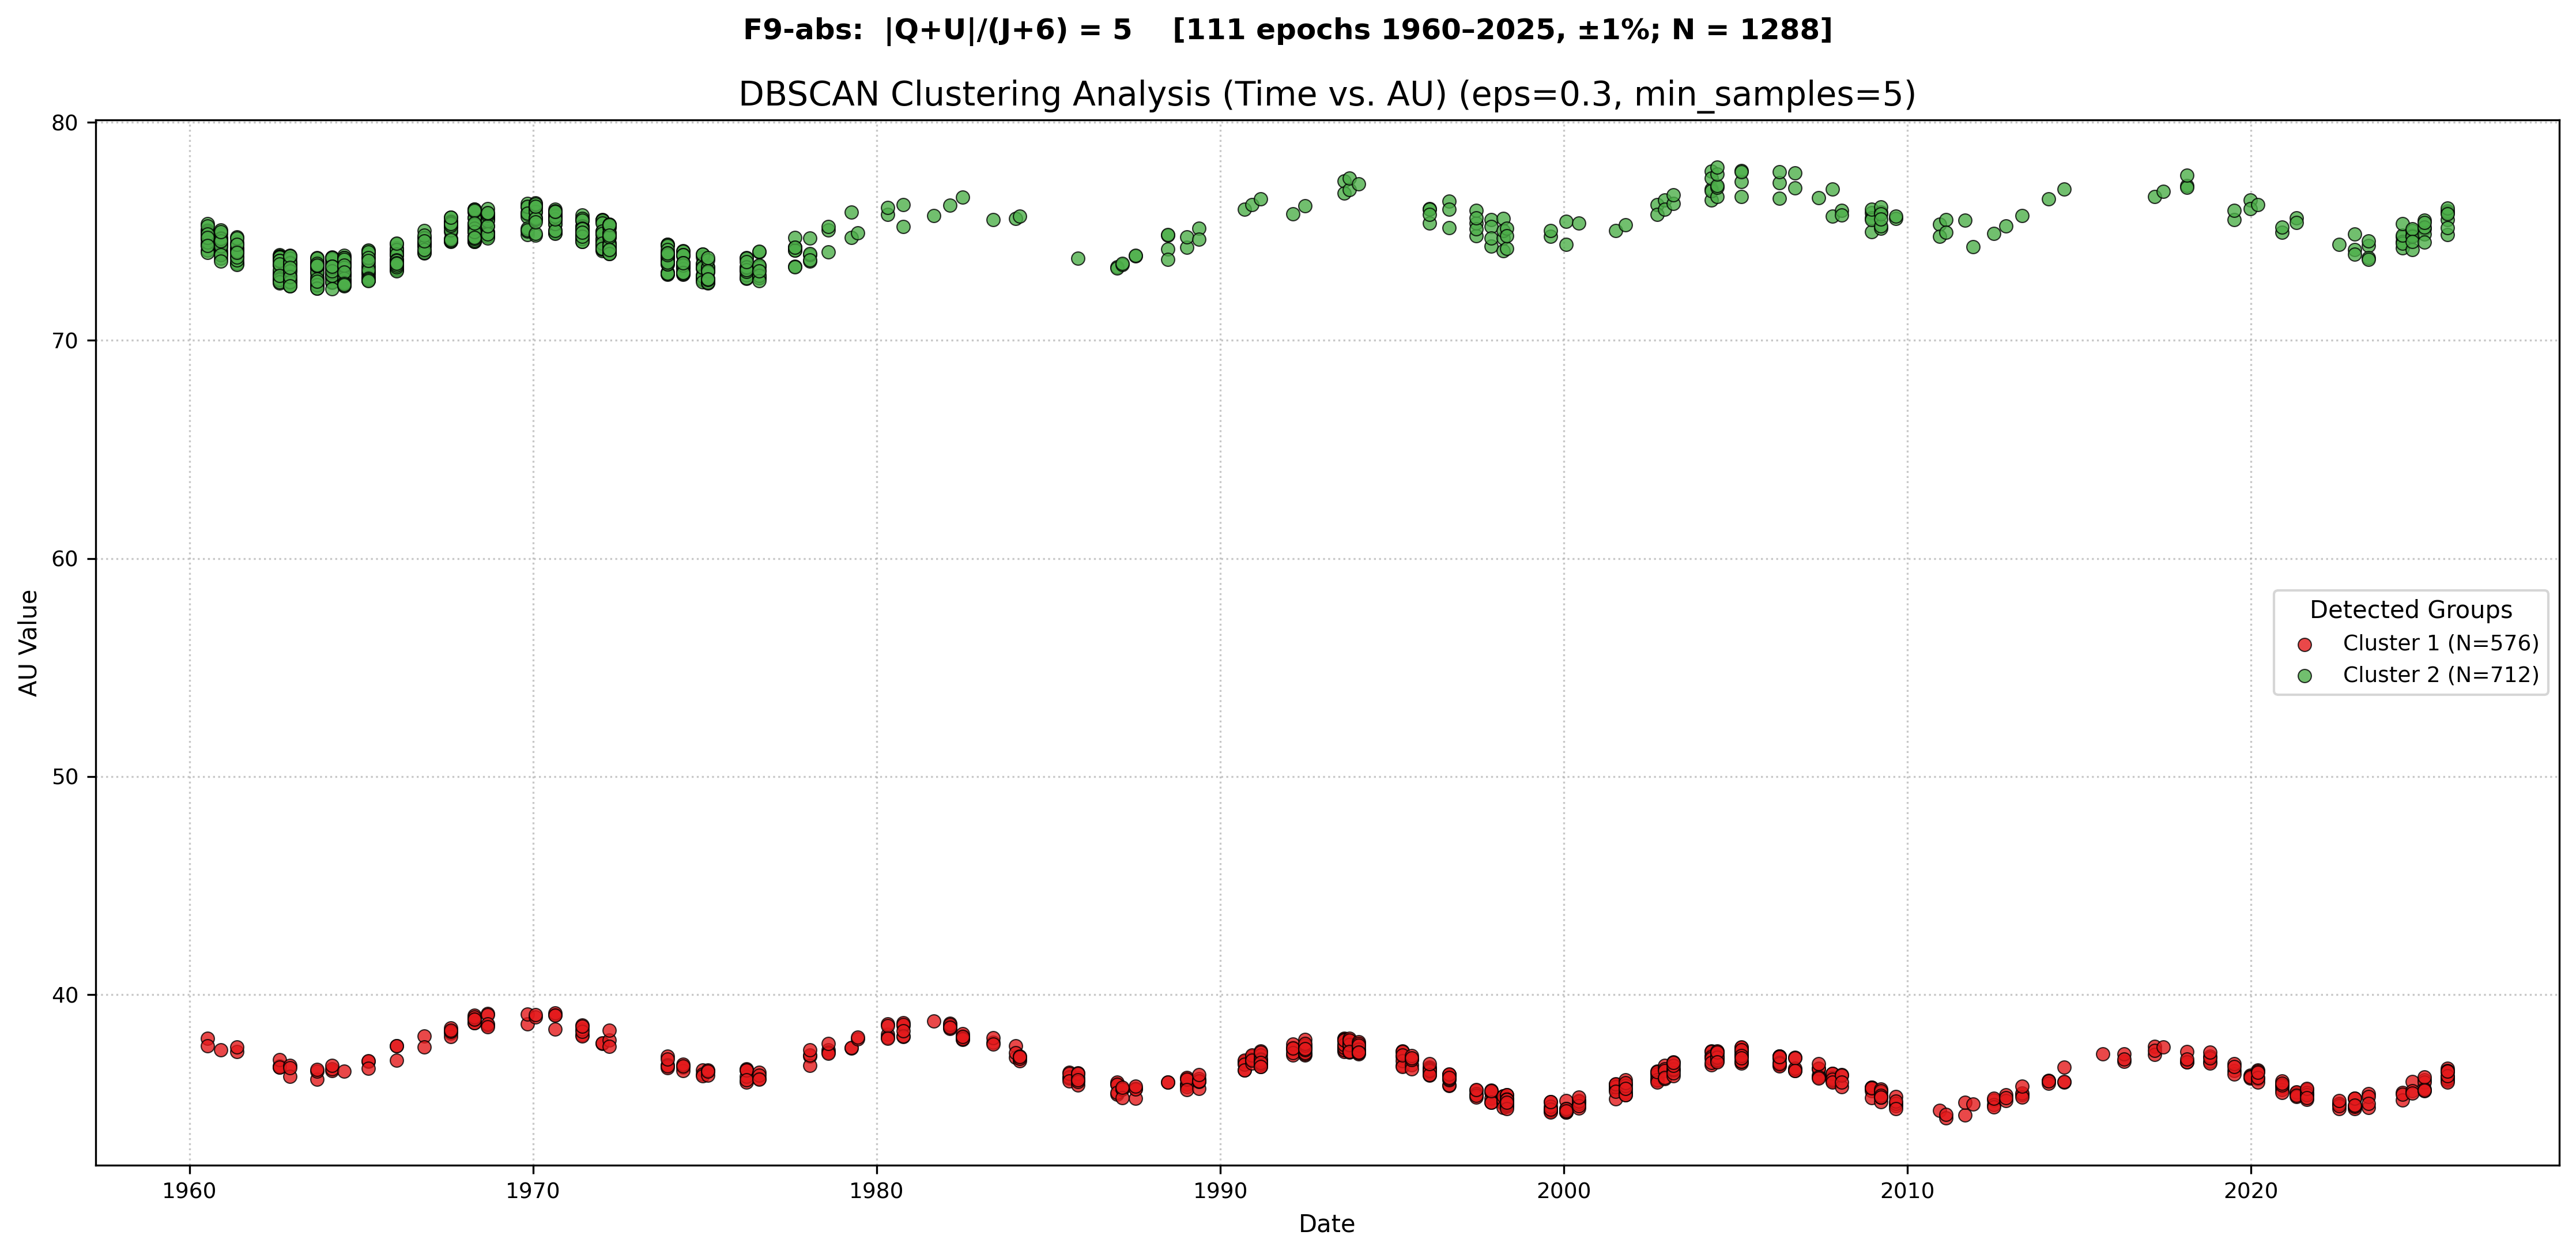 F9-abs: |Q+U|/(J+6) = 5 [111 epochs 1960–2025, ±1%; N = 1288]
DBSCAN Clustering Analysis (Time vs. AU) (eps=0.3, min_samples=5)
80
70
60
50
40
AU Value
Detected Groups
Cluster 1 (N=576)
Cluster 2 (N=712)
1960 1970 1980 1990 2000 2010 2020
Date